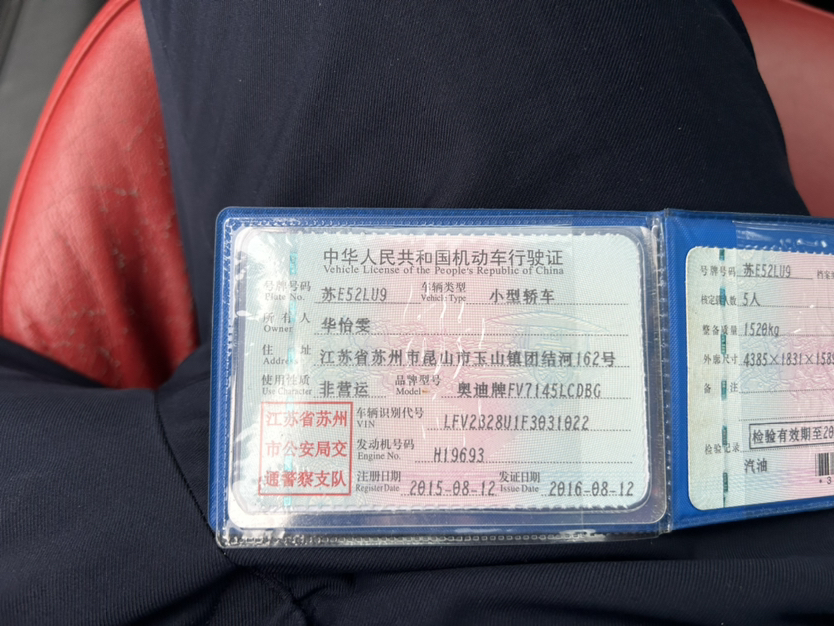 中华人民共和国机动车行驶证
Vehicle License of the People's Republic of China
号牌号码 苏E52LU9 车辆类型 小型轿车
Plate No. Vehicle Type
所有人 华怡雯
Owner
住址 江苏省苏州市昆山市玉山镇团结河162号
Address
使用性质 非营运 品牌型号 奥迪牌FV7145LCDBG
Use Character Model
车辆识别代号 LFV2B28U1F3031022
VIN
发动机号码 H19693
Engine No.
注册日期 2015-08-12 发证日期 2016-08-12
Register Date Issue Date
江苏省苏州
市公安局交
通警察支队
号牌号码 苏E52LU9
核定载人数 5人
整备质量 1520kg
外廓尺寸 4385×1831×158
备注
检验有效期至20
检验记录
汽油